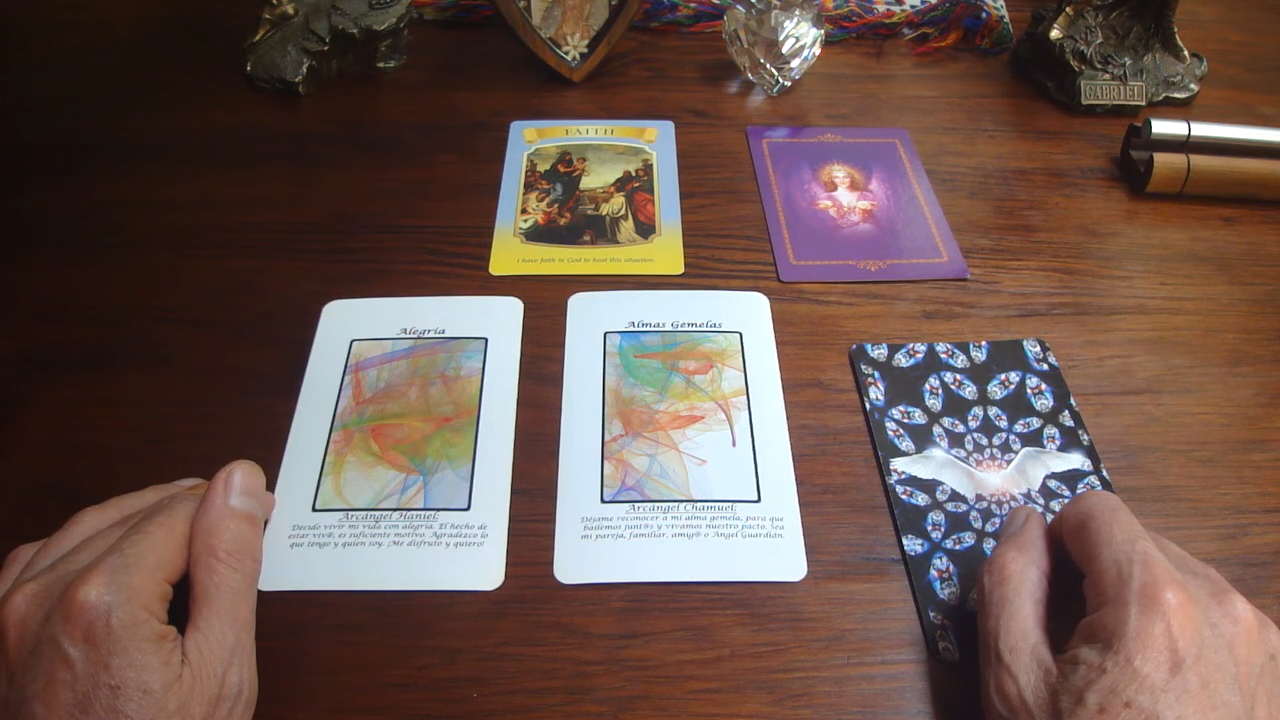 GABRIEL
FAITH
I have faith in God to heal this situation.
Alegría
Arcángel Haniel:
Decido vivir mi vida con alegría. El hecho de
estar viv@, es suficiente motivo. Agradezco lo
que tengo y quien soy. ¡Me disfruto y quiero!
Almas Gemelas
Arcángel Chamuel:
Déjame reconocer a mi alma gemela, para que
bailemos junt@s y vivamos nuestro pacto. Sea
mi pareja, familiar, amig@ o Ángel Guardián.